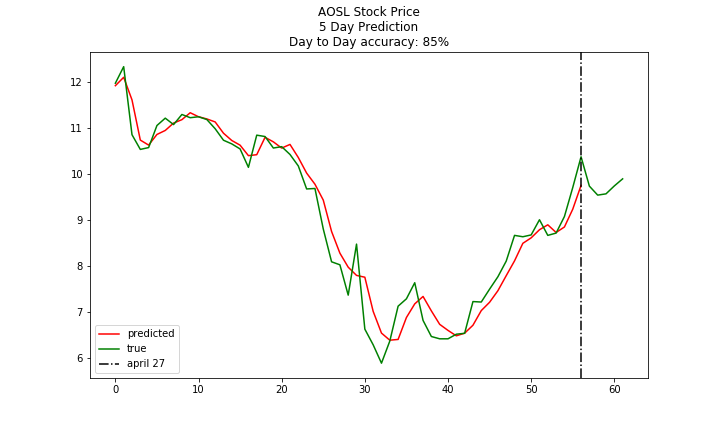 AOSL Stock Price
5 Day Prediction
Day to Day accuracy: 85%
12
11
10
9
8
7
6
predicted
true
april 27
0
10
20
30
40
50
60